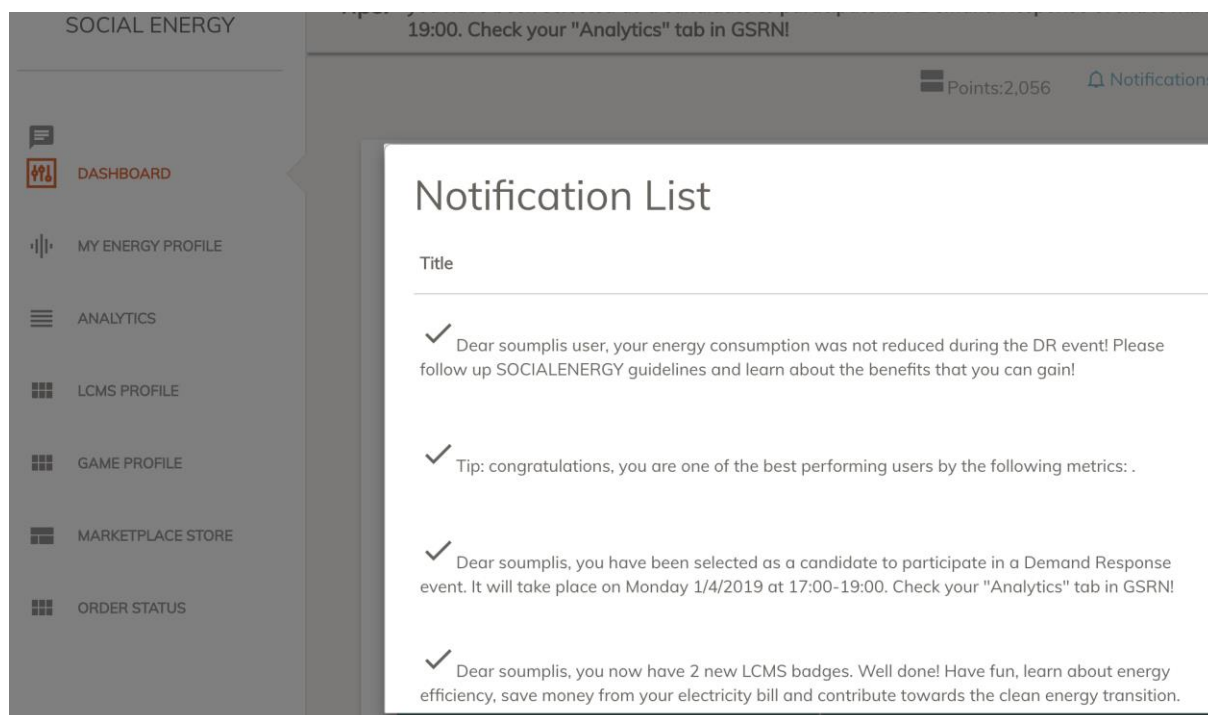 SOCIAL ENERGY
19:00. Check your "Analytics" tab in GSRN!
Points:2,056
Notifications
DASHBOARD
MY ENERGY PROFILE
ANALYTICS
LCMS PROFILE
GAME PROFILE
MARKETPLACE STORE
ORDER STATUS
Notification List
Title
Dear soumplis user, your energy consumption was not reduced during the DR event! Please
follow up SOCIALENERGY guidelines and learn about the benefits that you can gain!
Tip: congratulations, you are one of the best performing users by the following metrics: .
Dear soumplis, you have been selected as a candidate to participate in a Demand Response
event. It will take place on Monday 1/4/2019 at 17:00-19:00. Check your "Analytics" tab in GSRN!
Dear soumplis, you now have 2 new LCMS badges. Well done! Have fun, learn about energy
efficiency, save money from your electricity bill and contribute towards the clean energy transition.